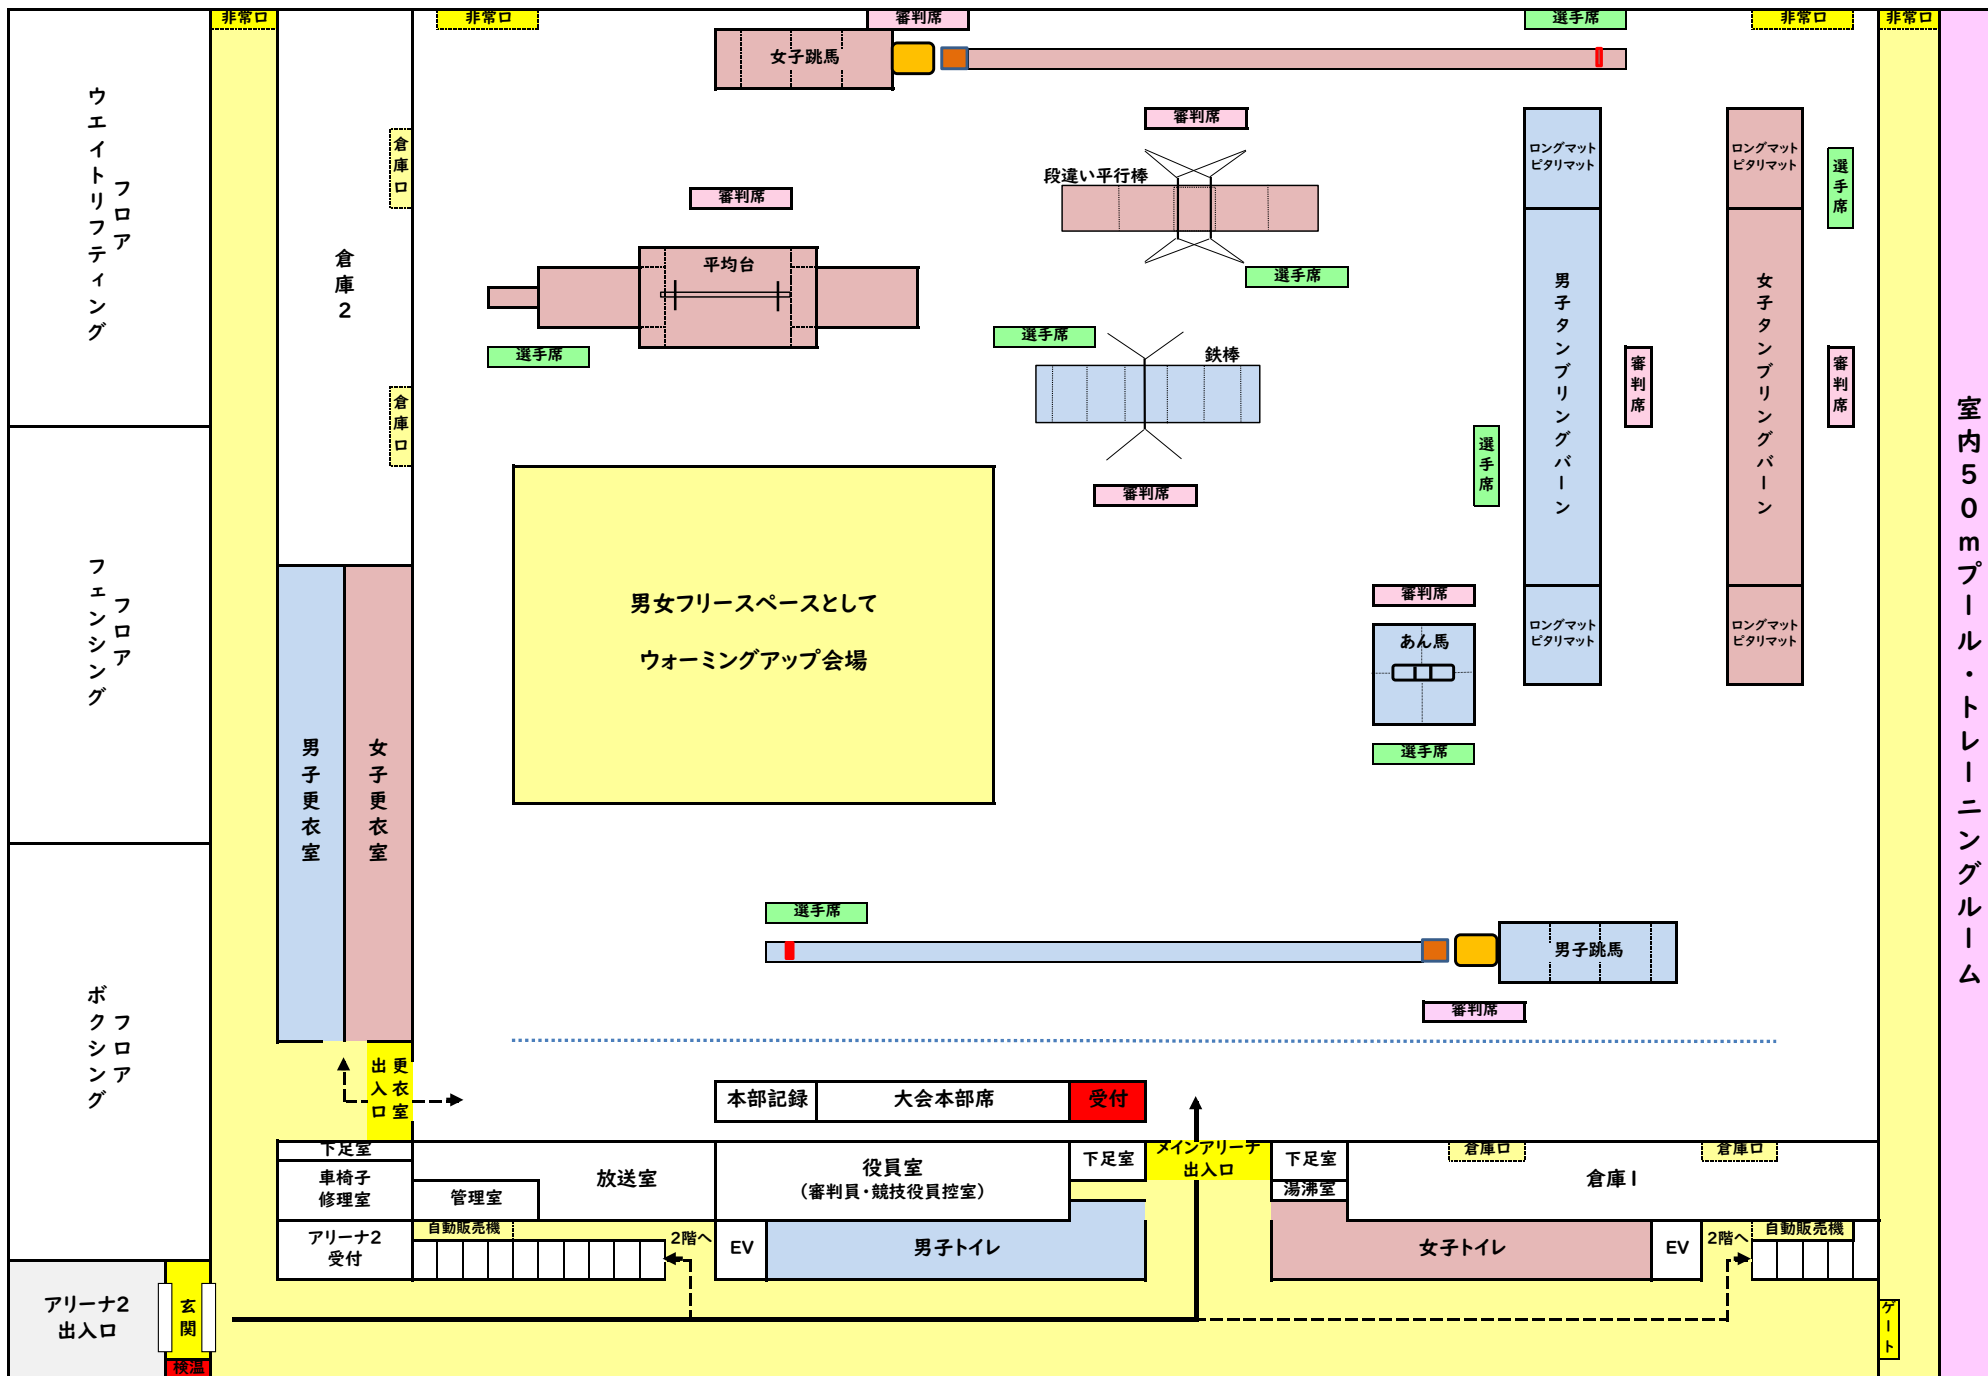 非常口
非常口
審判席
選手席
非常口
非常口
女子跳馬
ウエイトリフティング
フロア
倉庫口
倉庫2
倉庫口
審判席
段違い平行棒
選手席
審判席
平均台
選手席
選手席
鉄棒
審判席
ロングマット
ピタリマット
男子タンブリングバーン
ロングマット
ピタリマット
ロングマット
ピタリマット
女子タンブリングバーン
ロングマット
ピタリマット
選手席
審判席
審判席
選手席
室内50mプール・トレーニングルーム
フェンシング
フロア
男女フリースペースとして
ウォーミングアップ会場
審判席
あん馬
選手席
男子更衣室
女子更衣室
ボクシング
フロア
選手席
男子跳馬
審判席
更衣室
出入口
本部記録
大会本部席
受付
下足室
車椅子
修理室
管理室
放送室
役員室
(審判員・競技役員控室)
下足室
メインアリーナ
出入口
下足室
湯沸室
倉庫口
倉庫口
倉庫1
アリーナ2
受付
自動販売機
2階へ
EV
男子トイレ
女子トイレ
EV
2階へ
自動販売機
アリーナ2
出入口
玄関
検温
ゲート